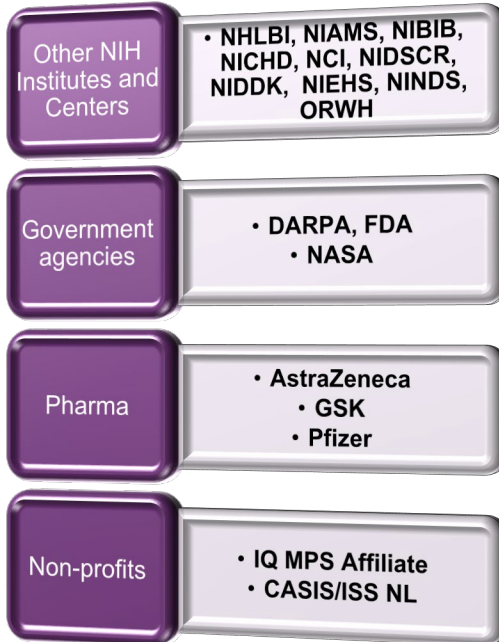 Other NIH
Institutes and
Centers
• NHLBI, NIAMS, NIBIB,
NICHD, NCI, NIDSCR,
NIDDK, NIEHS, NINDS,
ORWH
Government
agencies
• DARPA, FDA
• NASA
Pharma
• AstraZeneca
• GSK
• Pfizer
Non-profits
• IQ MPS Affiliate
• CASIS/ISS NL